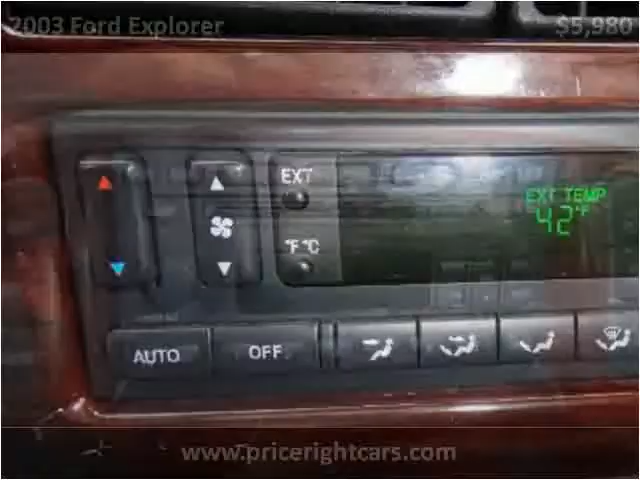 2003 Ford Explorer
$5,980
EXT
EXT TEMP
42°F
°F °C
AUTO
OFF
www.pricerightcars.com